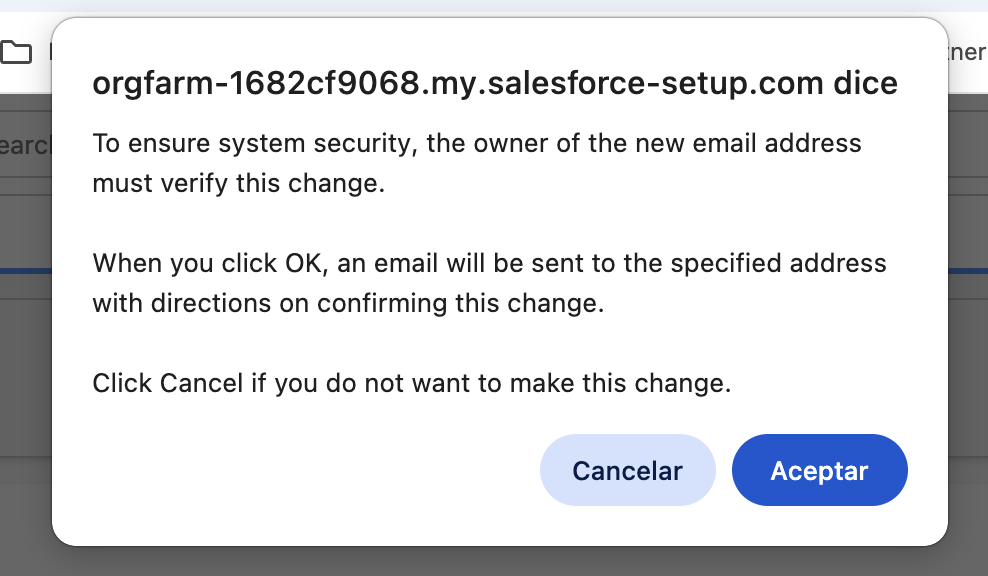 orgfarm-1682cf9068.my.salesforce-setup.com dice
To ensure system security, the owner of the new email address
must verify this change.
When you click OK, an email will be sent to the specified address
with directions on confirming this change.
Click Cancel if you do not want to make this change.
Cancelar
Aceptar